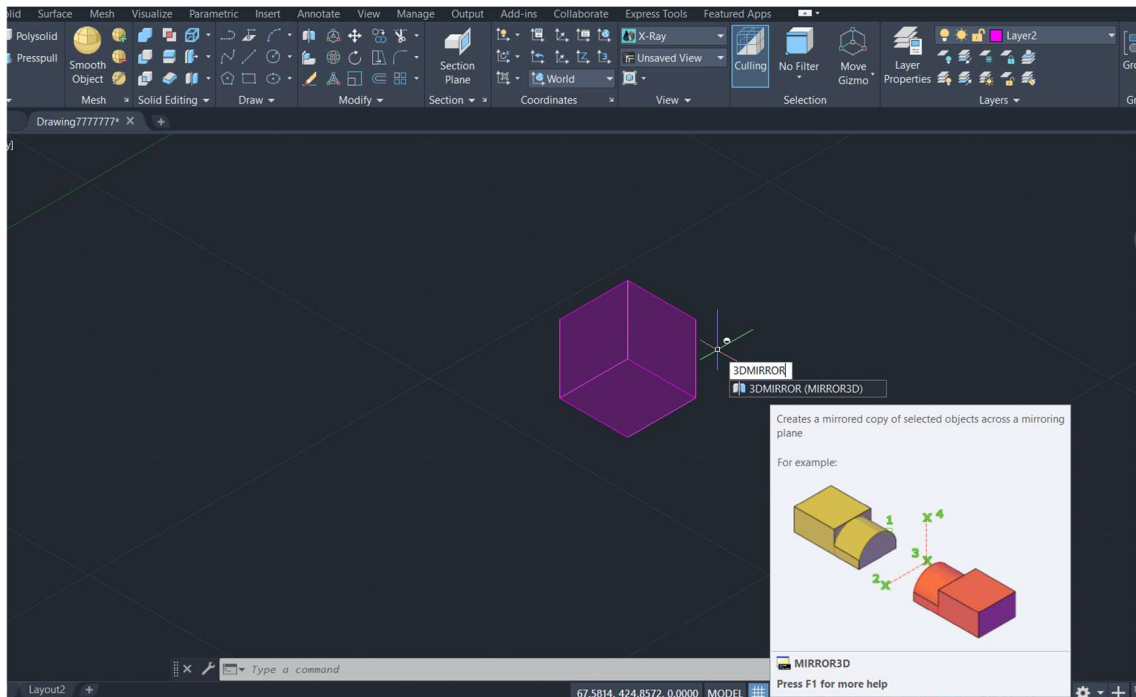 olid Surface Mesh Visualize Parametric Insert Annotate View Manage Output Add-ins Collaborate Express Tools Featured Apps
Polysolid
Presspull
Smooth
Object
Section
Plane
X-Ray
Unsaved View
World
Culling
No Filter
Move
Gizmo
Layer
Properties
Layer2
Gro
Mesh Solid Editing Draw Modify Section Coordinates View Selection Layers Gr
Drawing7777777*
y]
3DMIRROR
3DMIRROR (MIRROR3D)
Creates a mirrored copy of selected objects across a mirroring
plane
For example:
1
X 4
3 X
2 X
MIRROR3D
Press F1 for more help
Type a command
Layout2
67.5814, 424.8572, 0.0000 MODEL